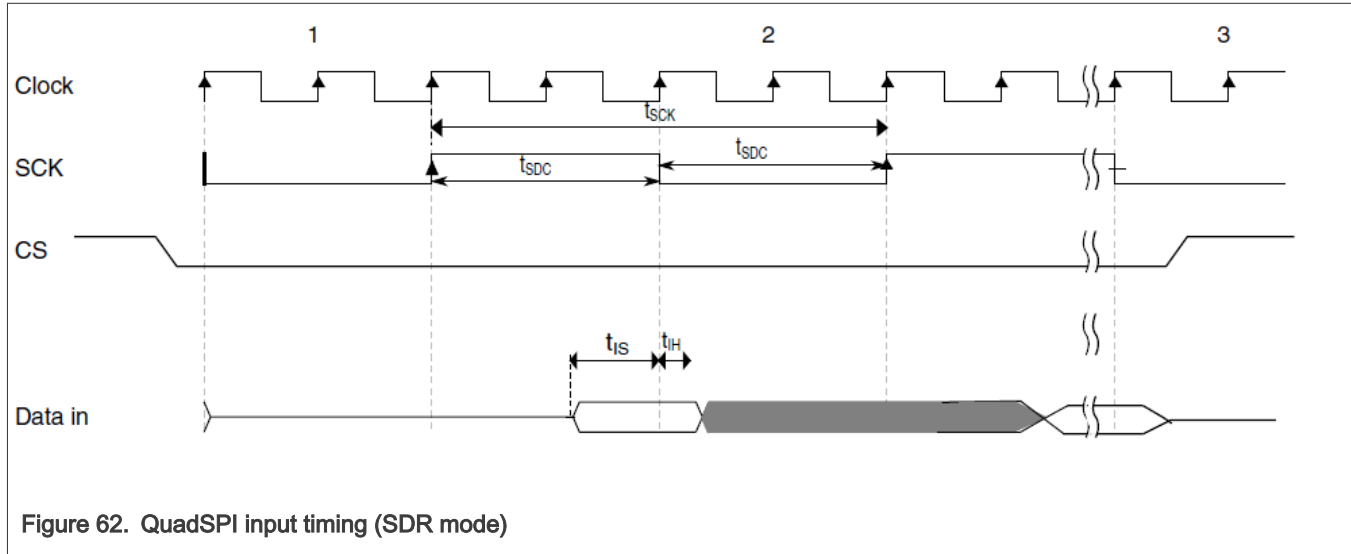 1 2 3
Clock
tSCK
SCK
tSDC
tSDC
CS
tIS
tIH
Data in
Figure 62. QuadSPI input timing (SDR mode)